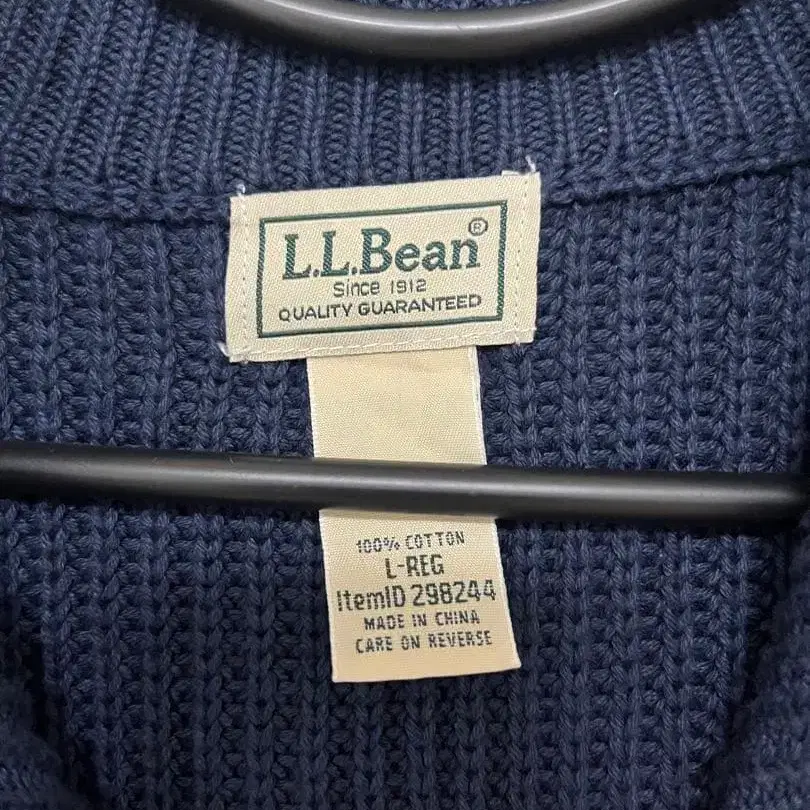 L.L.Bean®
Since 1912
QUALITY GUARANTEED
100% COTTON
L-REG
ItemID 298244
MADE IN CHINA
CARE ON REVERSE